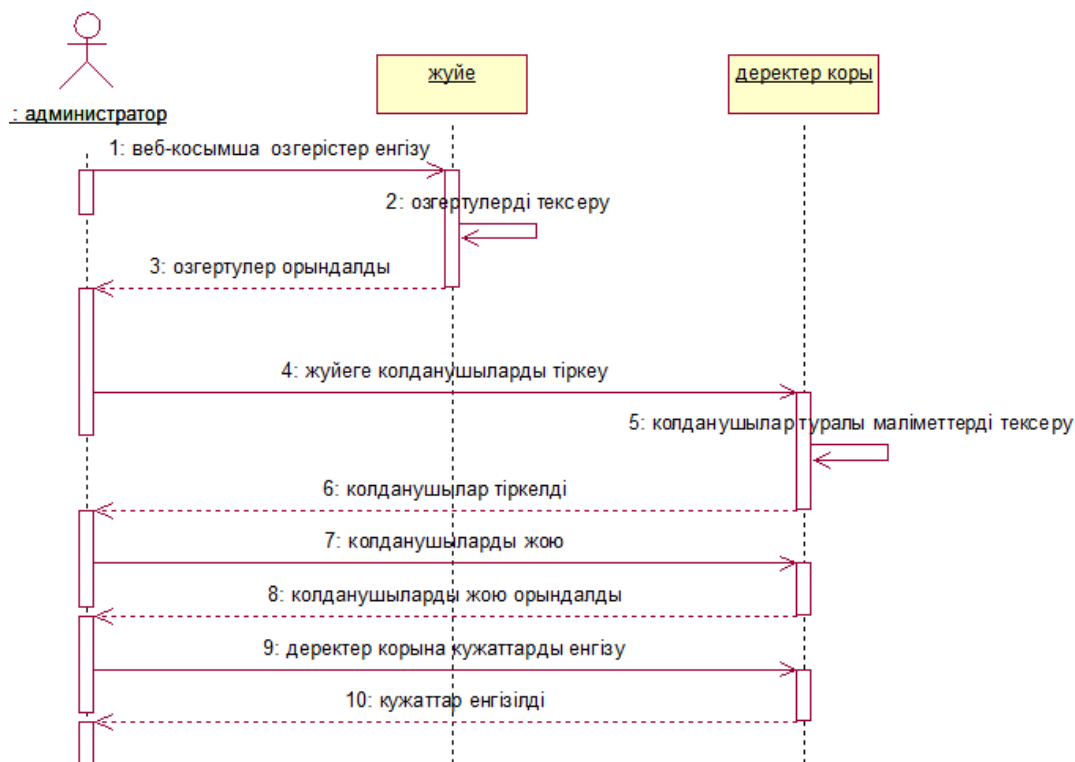 : администратор
жуйе
деректер коры
1: веб-косымша озгерістер енгізу
2: озгертулерді тексеру
3: озгертулер орындалды
4: жуйеге колданушыларды тіркеу
5: колданушылар туралы маліметтерді тексеру
6: колданушылар тіркелді
7: колданушыларды жою
8: колданушыларды жою орындалды
9: деректер корына кужаттарды енгізу
10: кужаттар енгізілді